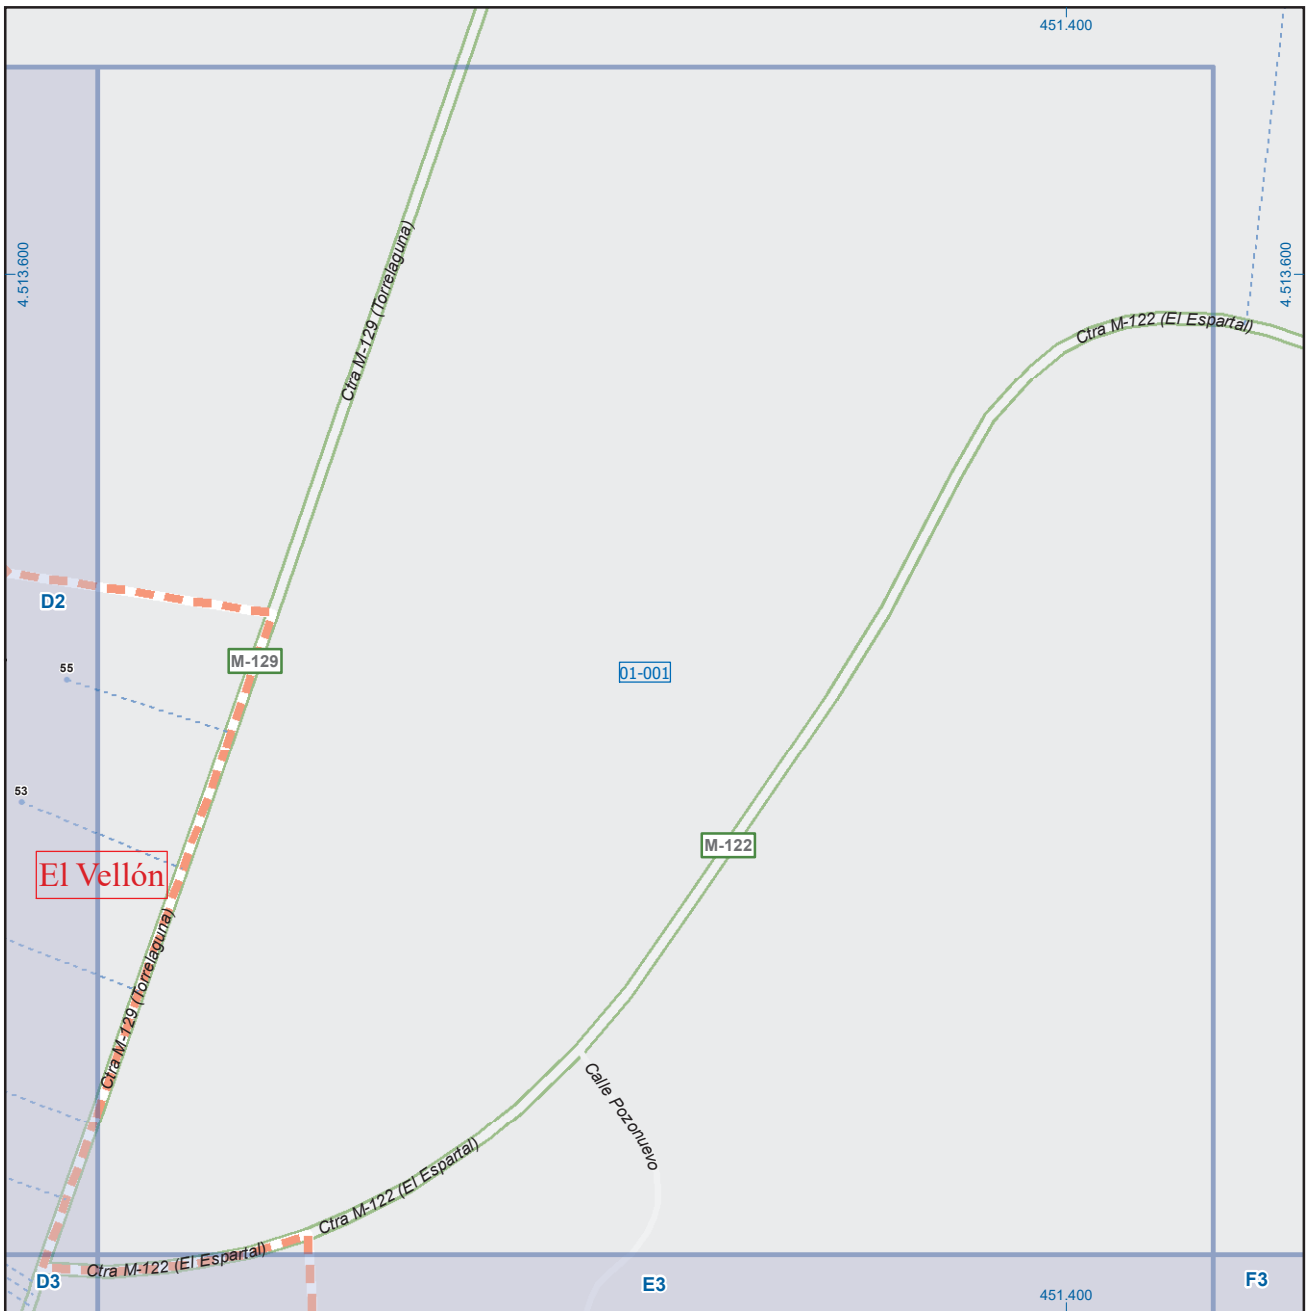 451.400
4.513.600
4.513.600
Ctra M-129 (Torrelaguna)
Ctra M-122 (El Espartal)
D2
M-129
55
01-001
53
M-122
El Vellón
Ctra M-129 (Torrelaguna)
Calle Pozonuevo
Ctra M-122 (El Espartal)
Ctra M-122 (El Espartal)
D3
E3
F3
451.400